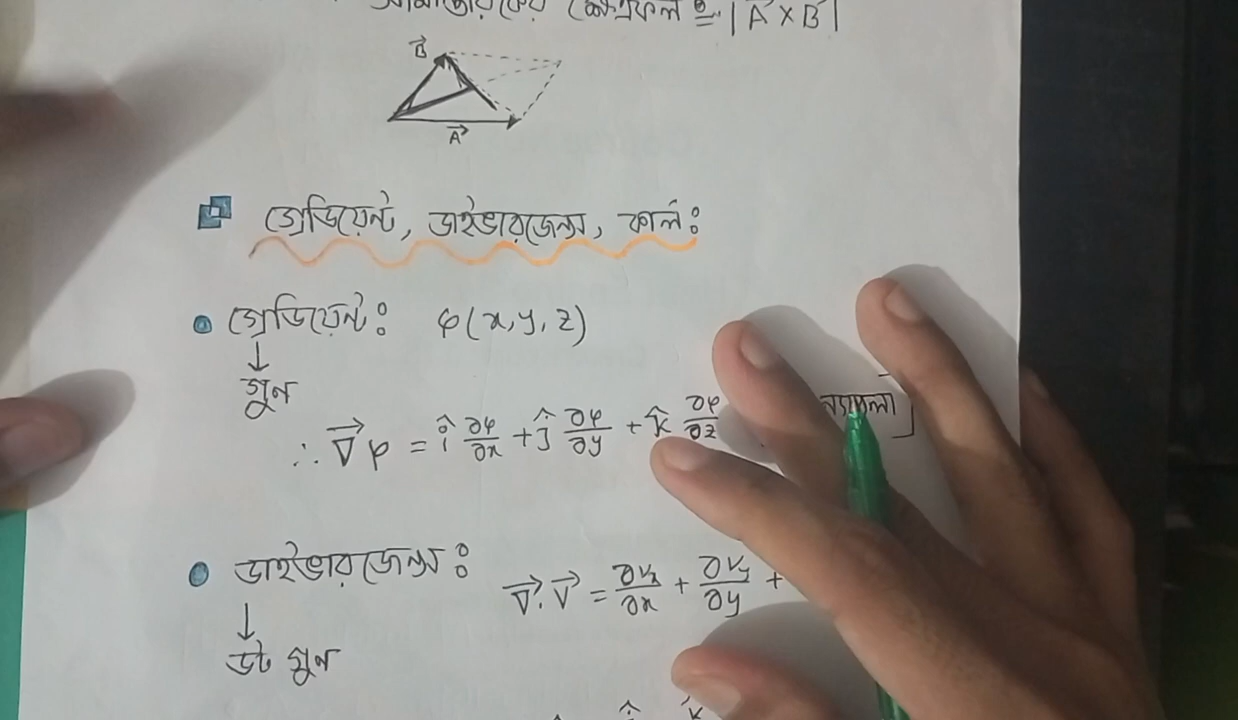 সামান্তরিকের ক্ষেত্রফল = |A×B|
B⃗
A⃗
গ্রেডিয়েন্ট, ডাইভারজেন্স, কার্ল:
গ্রেডিয়েন্ট: φ(x,y,z)
↓
গুন
∴ ∇⃗φ = î ∂φ/∂x + ĵ ∂φ/∂y + k̂ ∂φ/∂z ]
ডাইভারজেন্স: ∇⃗.V⃗ = ∂Vx/∂x + ∂Vy/∂y +
↓
ডট গুন